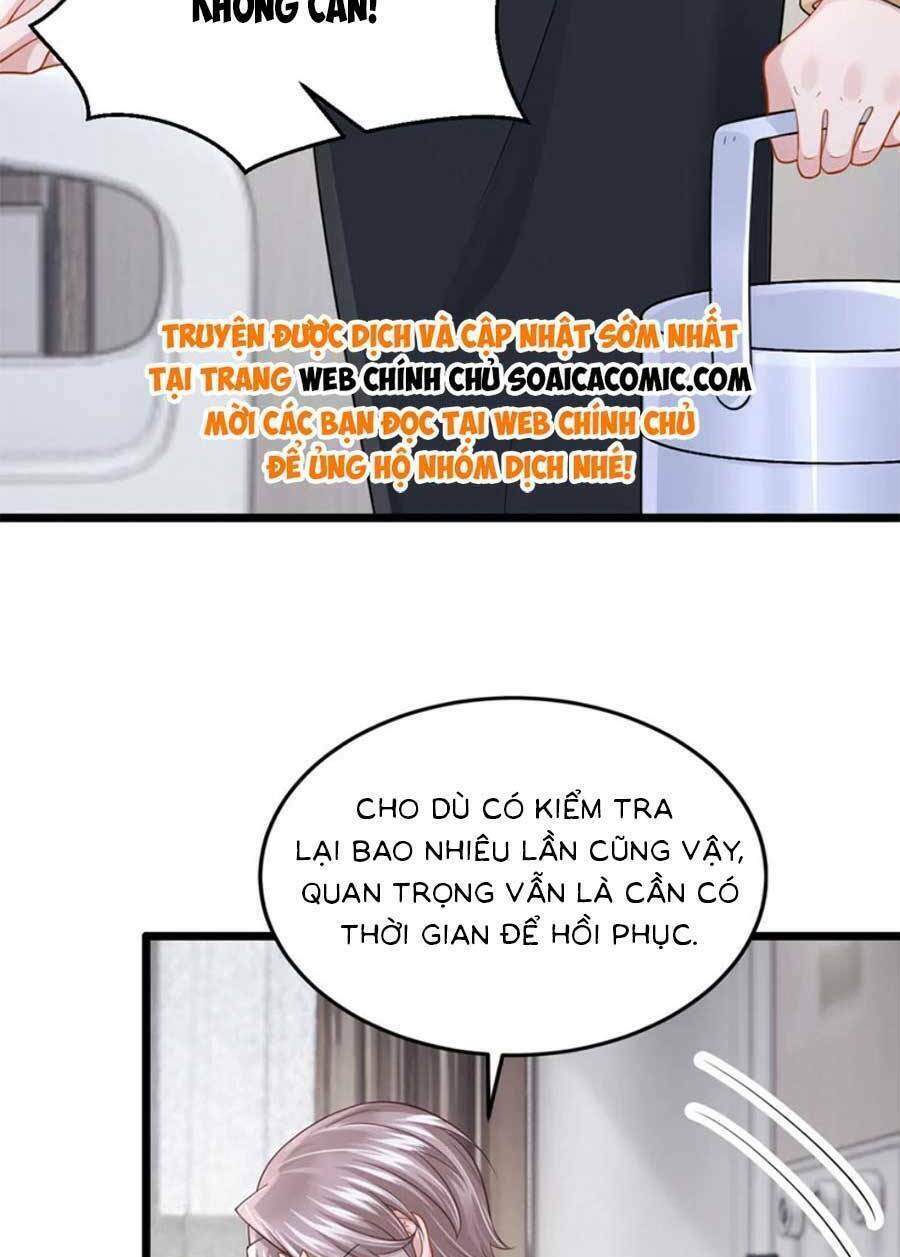 KHÔNG CẦN!
TRUYỆN ĐƯỢC DỊCH VÀ CẬP NHẬT SỚM NHẤT
TẠI TRANG WEB CHÍNH CHỦ SOAICACOMIC.COM
MỜI CÁC BẠN ĐỌC TẠI WEB CHÍNH CHỦ
ĐỂ ỦNG HỘ NHÓM DỊCH NHÉ!
CHO DÙ CÓ KIỂM TRA
LẠI BAO NHIÊU LẦN CŨNG VẬY,
QUAN TRỌNG VẪN LÀ CẦN CÓ
THỜI GIAN ĐỂ HỒI PHỤC.